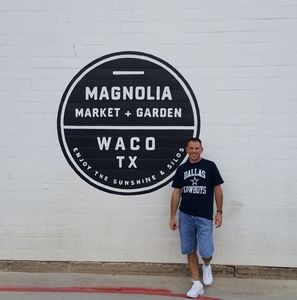 MAGNOLIA
MARKET + GARDEN
WACO
TX
ENJOY THE SUNSHINE & SILOS
DALLAS
COWBOYS